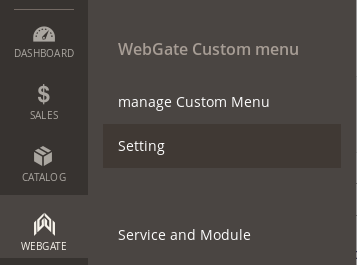 DASHBOARD
SALES
CATALOG
WEBGATE
WebGate Custom menu
manage Custom Menu
Setting
Service and Module